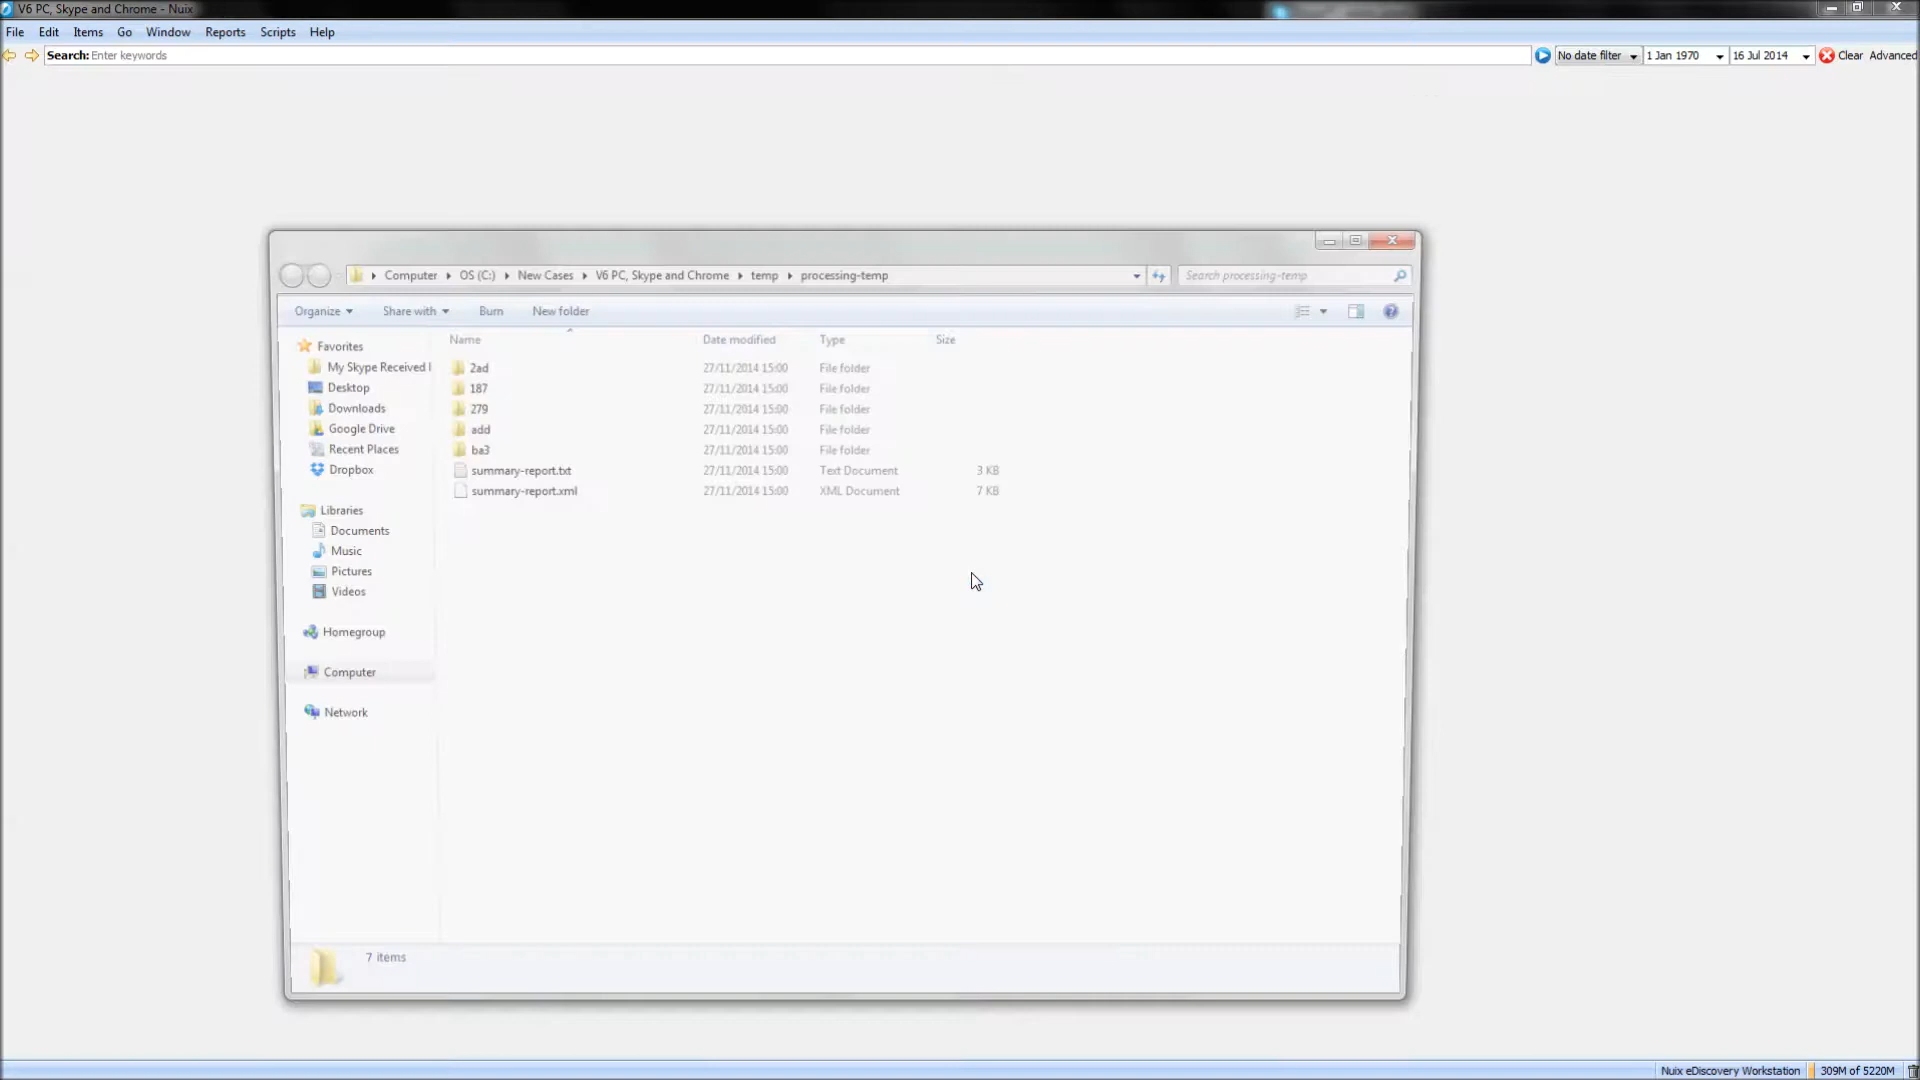 V6 PC, Skype and Chrome - Nuix
File Edit Items Go Window Reports Scripts Help
Search: Enter keywords No date filter 1 Jan 1970 16 Jul 2014 Clear Advanced
Computer OS (C:) New Cases V6 PC, Skype and Chrome temp processing-temp Search processing-temp
Organize Share with Burn New folder
Name Date modified Type Size
Favorites
My Skype Received
Desktop
Downloads
Google Drive
Recent Places
Dropbox
Libraries
Documents
Music
Pictures
Videos
Homegroup
Computer
Network
2ad 27/11/2014 15:00 File folder
187 27/11/2014 15:00 File folder
279 27/11/2014 15:00 File folder
add 27/11/2014 15:00 File folder
ba3 27/11/2014 15:00 File folder
summary-report.txt 27/11/2014 15:00 Text Document 3 KB
summary-report.xml 27/11/2014 15:00 XML Document 7 KB
7 items
Nuix eDiscovery Workstation 309M of 5220M